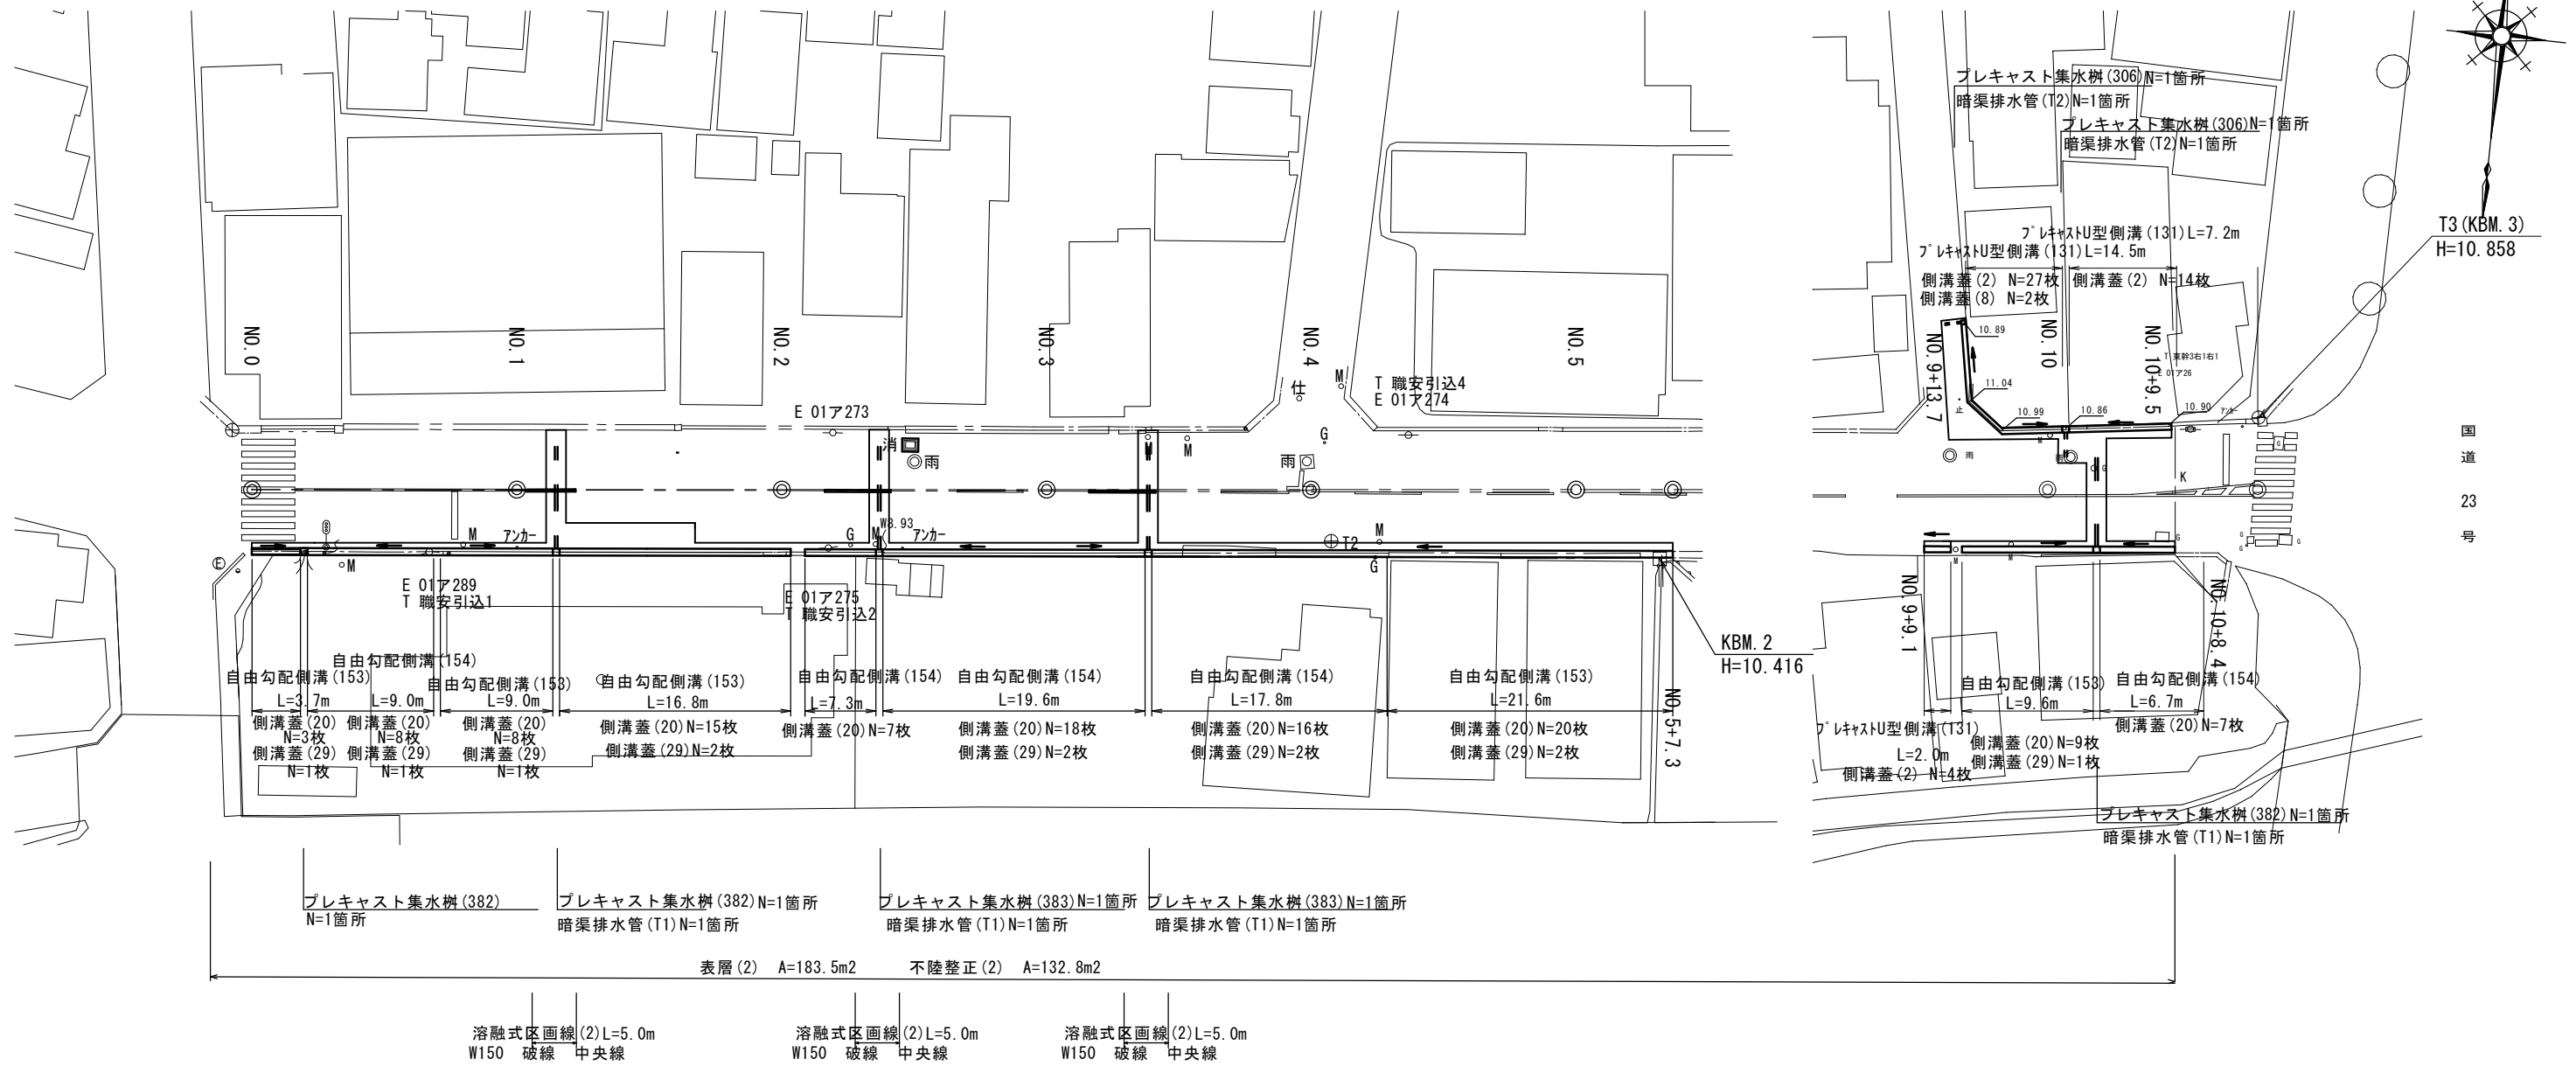 プレキャスト集水桝(306)N=1箇所
暗渠排水管(T2)N=1箇所
プレキャスト集水桝(306)N=1箇所
暗渠排水管(T2)N=1箇所
T3(KBM.3)
H=10.858
プレキャストU型側溝(131)L=7.2m
プレキャストU型側溝(131)L=14.5m
側溝蓋(2) N=27枚
側溝蓋(2) N=14枚
側溝蓋(8) N=2枚
NO.0
NO.1
NO.2
NO.3
NO.4
NO.5
NO.9+13.7
NO.10
NO.10+9.5
10.89
T 東幹3右1右1
E 01ア26
11.04
10.99
10.86
10.90
アンカー
止
仕
M
T 職安引込4
E 01ア274
E 01ア273
消
雨
M
M
雨
G
雨
雨
M
M
G
K
G
国
道
23
号
M
アンカー
G
M
W8.93
アンカー
T2
M
G
M
M
G
G
G
G
G
E
M
E 01ア289
T 職安引込1
E 01ア275
T 職安引込2
KBM.2
H=10.416
NO.5+7.3
NO.9+9.1
NO.10+8.4
自由勾配側溝(153)
L=3.7m
側溝蓋(20)
N=3枚
側溝蓋(29)
N=1枚
自由勾配側溝(154)
L=9.0m
側溝蓋(20)
N=8枚
側溝蓋(29)
N=1枚
自由勾配側溝(153)
L=9.0m
側溝蓋(20)
N=8枚
側溝蓋(29)
N=1枚
自由勾配側溝(153)
L=16.8m
側溝蓋(20)N=15枚
側溝蓋(29)N=2枚
自由勾配側溝(154)
L=7.3m
側溝蓋(20)N=7枚
自由勾配側溝(154)
L=19.6m
側溝蓋(20)N=18枚
側溝蓋(29)N=2枚
自由勾配側溝(154)
L=17.8m
側溝蓋(20)N=16枚
側溝蓋(29)N=2枚
自由勾配側溝(153)
L=21.6m
側溝蓋(20)N=20枚
側溝蓋(29)N=2枚
プレキャストU型側溝(131)
L=2.0m
側溝蓋(2) N=4枚
自由勾配側溝(153)
L=9.6m
側溝蓋(20)N=9枚
側溝蓋(29)N=1枚
自由勾配側溝(154)
L=6.7m
側溝蓋(20)N=7枚
プレキャスト集水桝(382)N=1箇所
暗渠排水管(T1)N=1箇所
プレキャスト集水桝(382)
N=1箇所
プレキャスト集水桝(382)N=1箇所
暗渠排水管(T1)N=1箇所
プレキャスト集水桝(383)N=1箇所
暗渠排水管(T1)N=1箇所
プレキャスト集水桝(383)N=1箇所
暗渠排水管(T1)N=1箇所
表層(2) A=183.5m2 不陸整正(2) A=132.8m2
溶融式区画線(2)L=5.0m
W150 破線 中央線
溶融式区画線(2)L=5.0m
W150 破線 中央線
溶融式区画線(2)L=5.0m
W150 破線 中央線